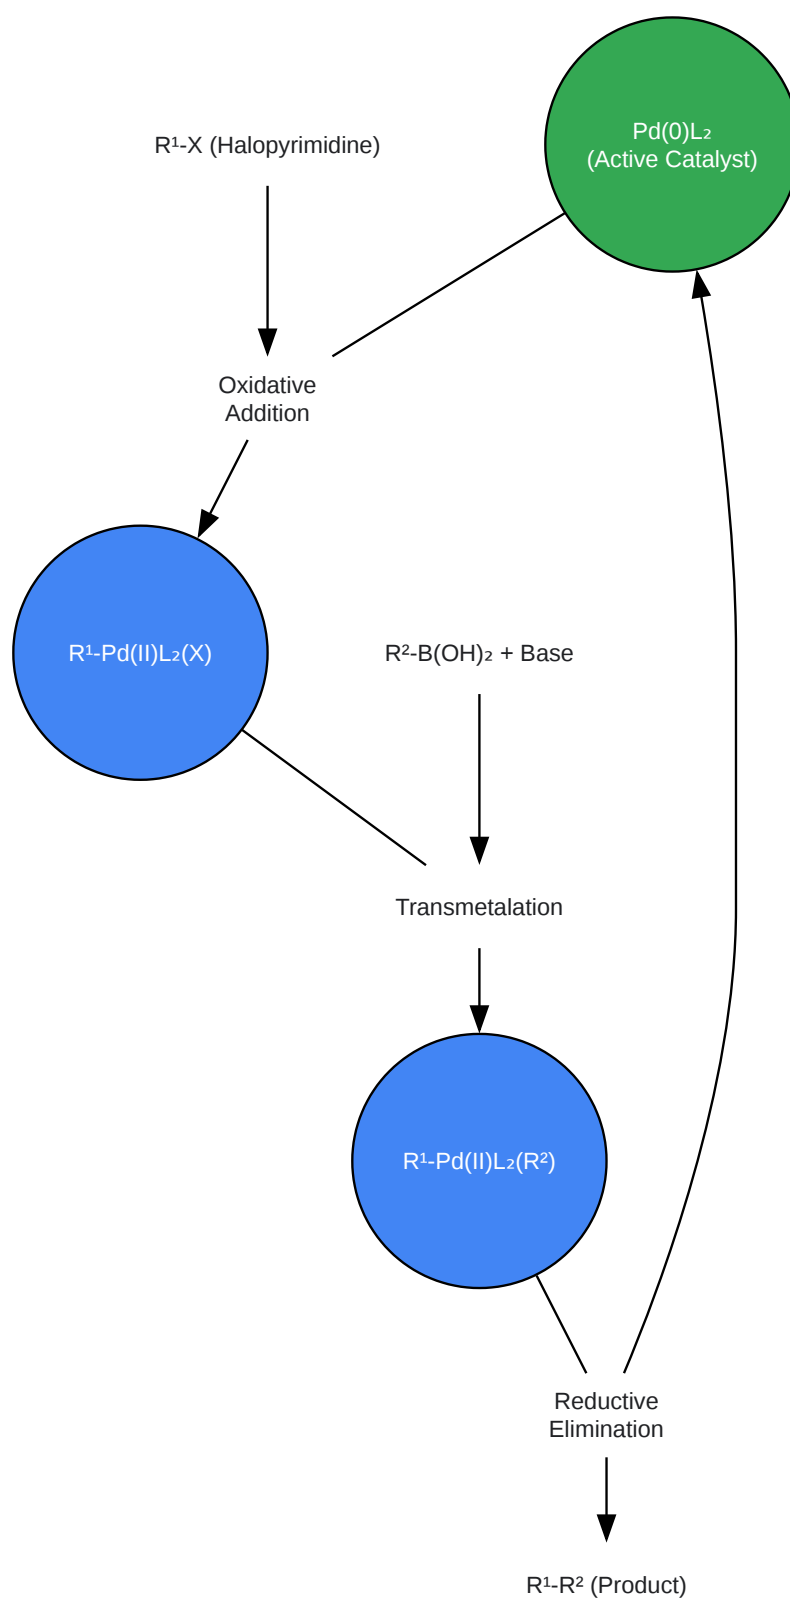 Pd(0)L₂
(Active Catalyst)
R¹-X (Halopyrimidine)
Oxidative
Addition
R¹-Pd(II)L₂(X)
R²-B(OH)₂ + Base
Transmetalation
R¹-Pd(II)L₂(R²)
Reductive
Elimination
R¹-R² (Product)